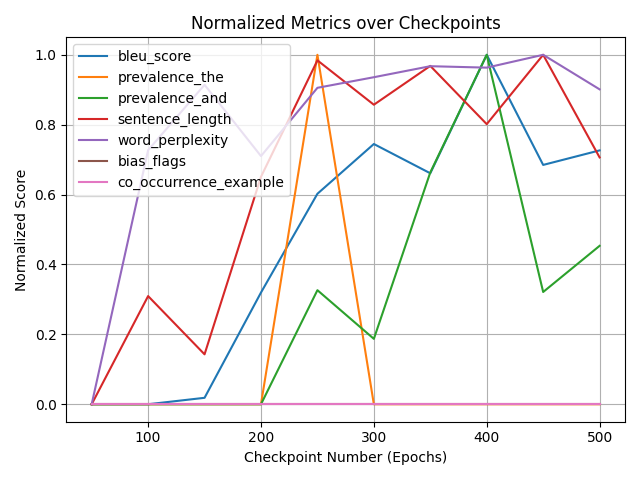 Normalized Metrics over Checkpoints
bleu_score
prevalence_the
prevalence_and
sentence_length
word_perplexity
bias_flags
co_occurrence_example
Normalized Score
1.0
0.8
0.6
0.4
0.2
0.0
100
200
300
400
500
Checkpoint Number (Epochs)